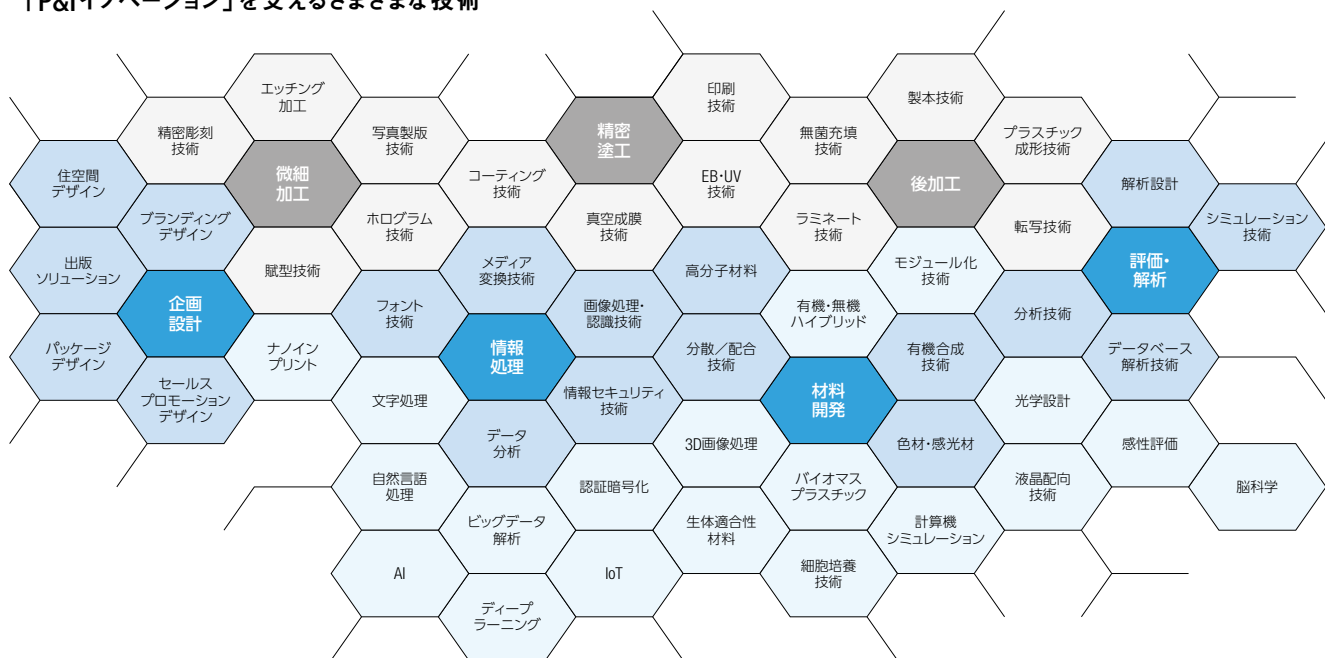 「P&Iイノベーション」を支えるさまざまな技術
エッチング
加工
印刷
技術
製本技術
精密彫刻
技術
写真製版
技術
精密
塗工
無菌充填
技術
プラスチック
成形技術
住空間
デザイン
微細
加工
コーティング
技術
EB・UV
技術
後加工
解析設計
ブランディング
デザイン
ホログラム
技術
真空成膜
技術
ラミネート
技術
転写技術
シミュレーション
技術
出版
ソリューション
賦型技術
メディア
変換技術
高分子材料
モジュール化
技術
評価・
解析
企画
設計
フォント
技術
画像処理・
認識技術
有機・無機
ハイブリッド
分析技術
パッケージ
デザイン
ナノイン
プリント
情報
処理
分散／配合
技術
有機合成
技術
データベース
解析技術
セールス
プロモーション
デザイン
文字処理
情報セキュリティ
技術
材料
開発
光学設計
データ
分析
3D画像処理
色材・感光材
感性評価
自然言語
処理
認証暗号化
バイオマス
プラスチック
液晶配向
技術
脳科学
ビッグデータ
解析
生体適合性
材料
計算機
シミュレーション
AI
IoT
細胞培養
技術
ディープ
ラーニング